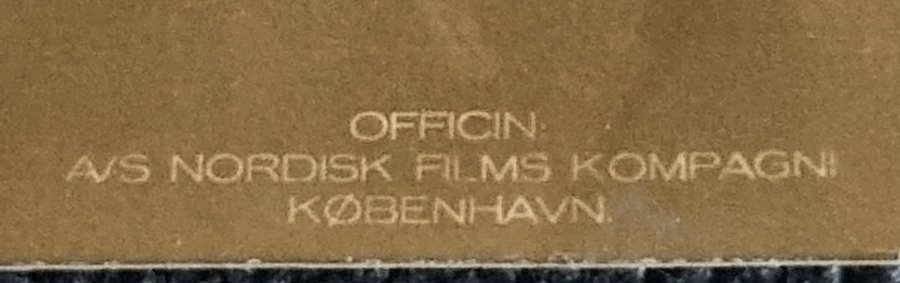 OFFICIN:
A/S NORDISK FILMS KOMPAGNI
KØBENHAVN.